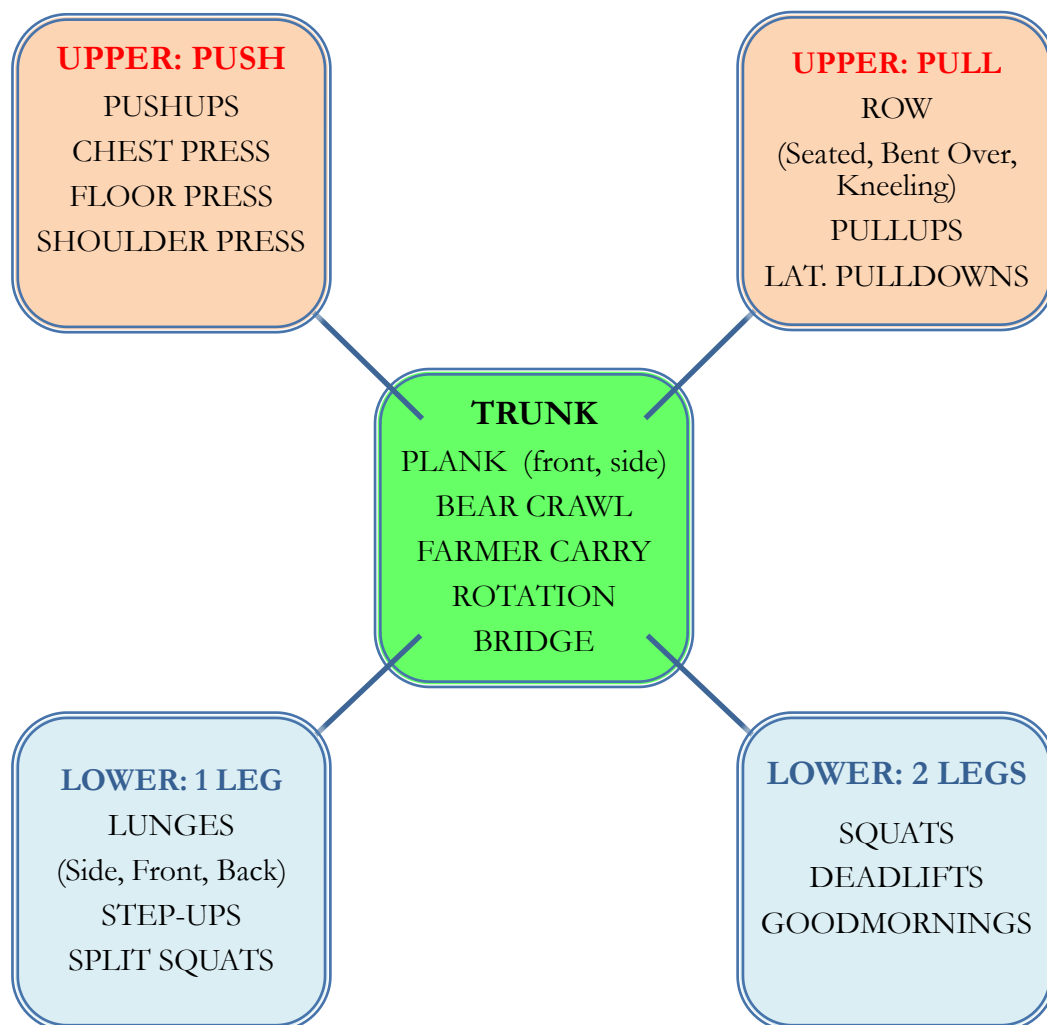 UPPER: PUSH
PUSHUPS
CHEST PRESS
FLOOR PRESS
SHOULDER PRESS
UPPER: PULL
ROW
(Seated, Bent Over,
Kneeling)
PULLUPS
LAT. PULLDOWNS
TRUNK
PLANK (front, side)
BEAR CRAWL
FARMER CARRY
ROTATION
BRIDGE
LOWER: 1 LEG
LUNGES
(Side, Front, Back)
STEP-UPS
SPLIT SQUATS
LOWER: 2 LEGS
SQUATS
DEADLIFTS
GOODMORNINGS